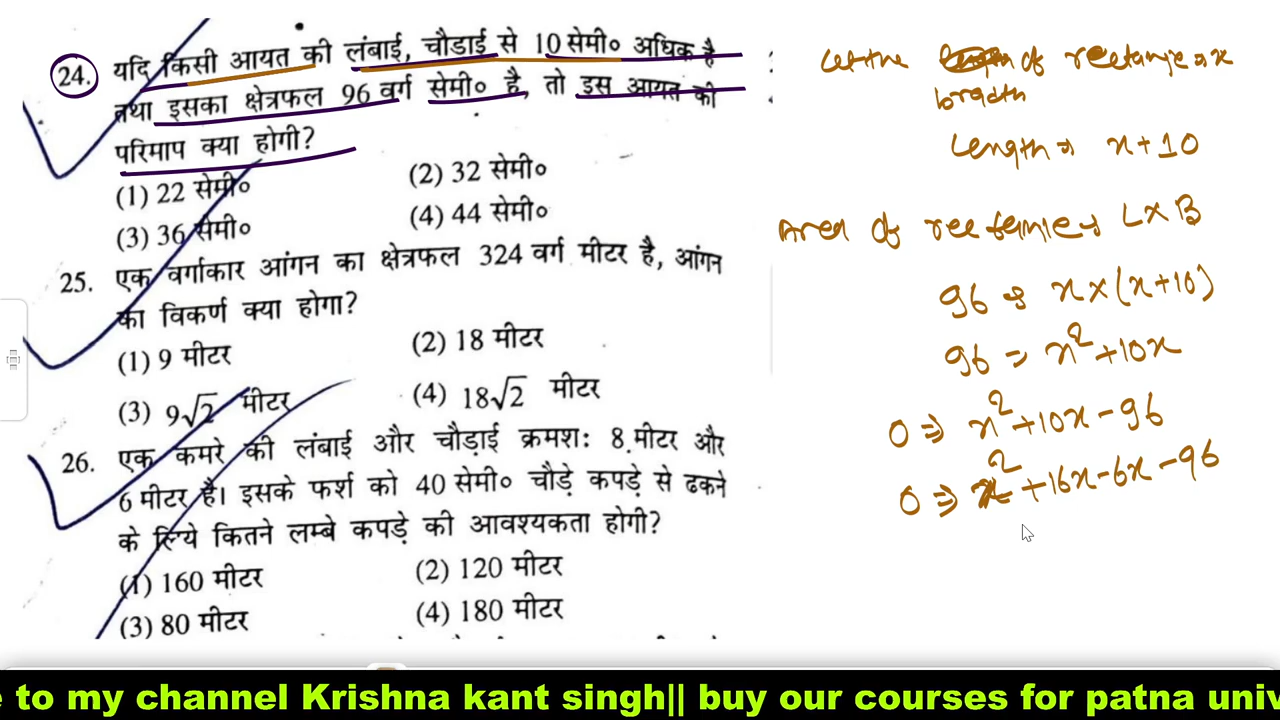 24. यदि किसी आयत की लंबाई, चौडाई से 10 सेमी० अधिक है
तथा इसका क्षेत्रफल 96 वर्ग सेमी० है, तो इस आयत की
परिमाप क्या होगी?
(1) 22 सेमी० (2) 32 सेमी०
(3) 36 सेमी० (4) 44 सेमी०
25. एक वर्गाकार आंगन का क्षेत्रफल 324 वर्ग मीटर है, आंगन
का विकर्ण क्या होगा?
(1) 9 मीटर (2) 18 मीटर
(3) 9√2 मीटर (4) 18√2 मीटर
26. एक कमरे की लंबाई और चौड़ाई क्रमश: 8 मीटर और
6 मीटर है। इसके फर्श को 40 सेमी० चौड़े कपड़े से ढकने
के लिये कितने लम्बे कपड़े की आवश्यकता होगी?
(1) 160 मीटर (2) 120 मीटर
(3) 80 मीटर (4) 180 मीटर
of x
breadth
Length ⇒ x+10
Area of L×B
96 ⇒ x×(x+10)
96 = x²+10x
0 ⇒ x²+10x-96
0 ⇒ x²+16x-6x-96
e to my channel Krishna kant singh|| buy our courses for patna univ